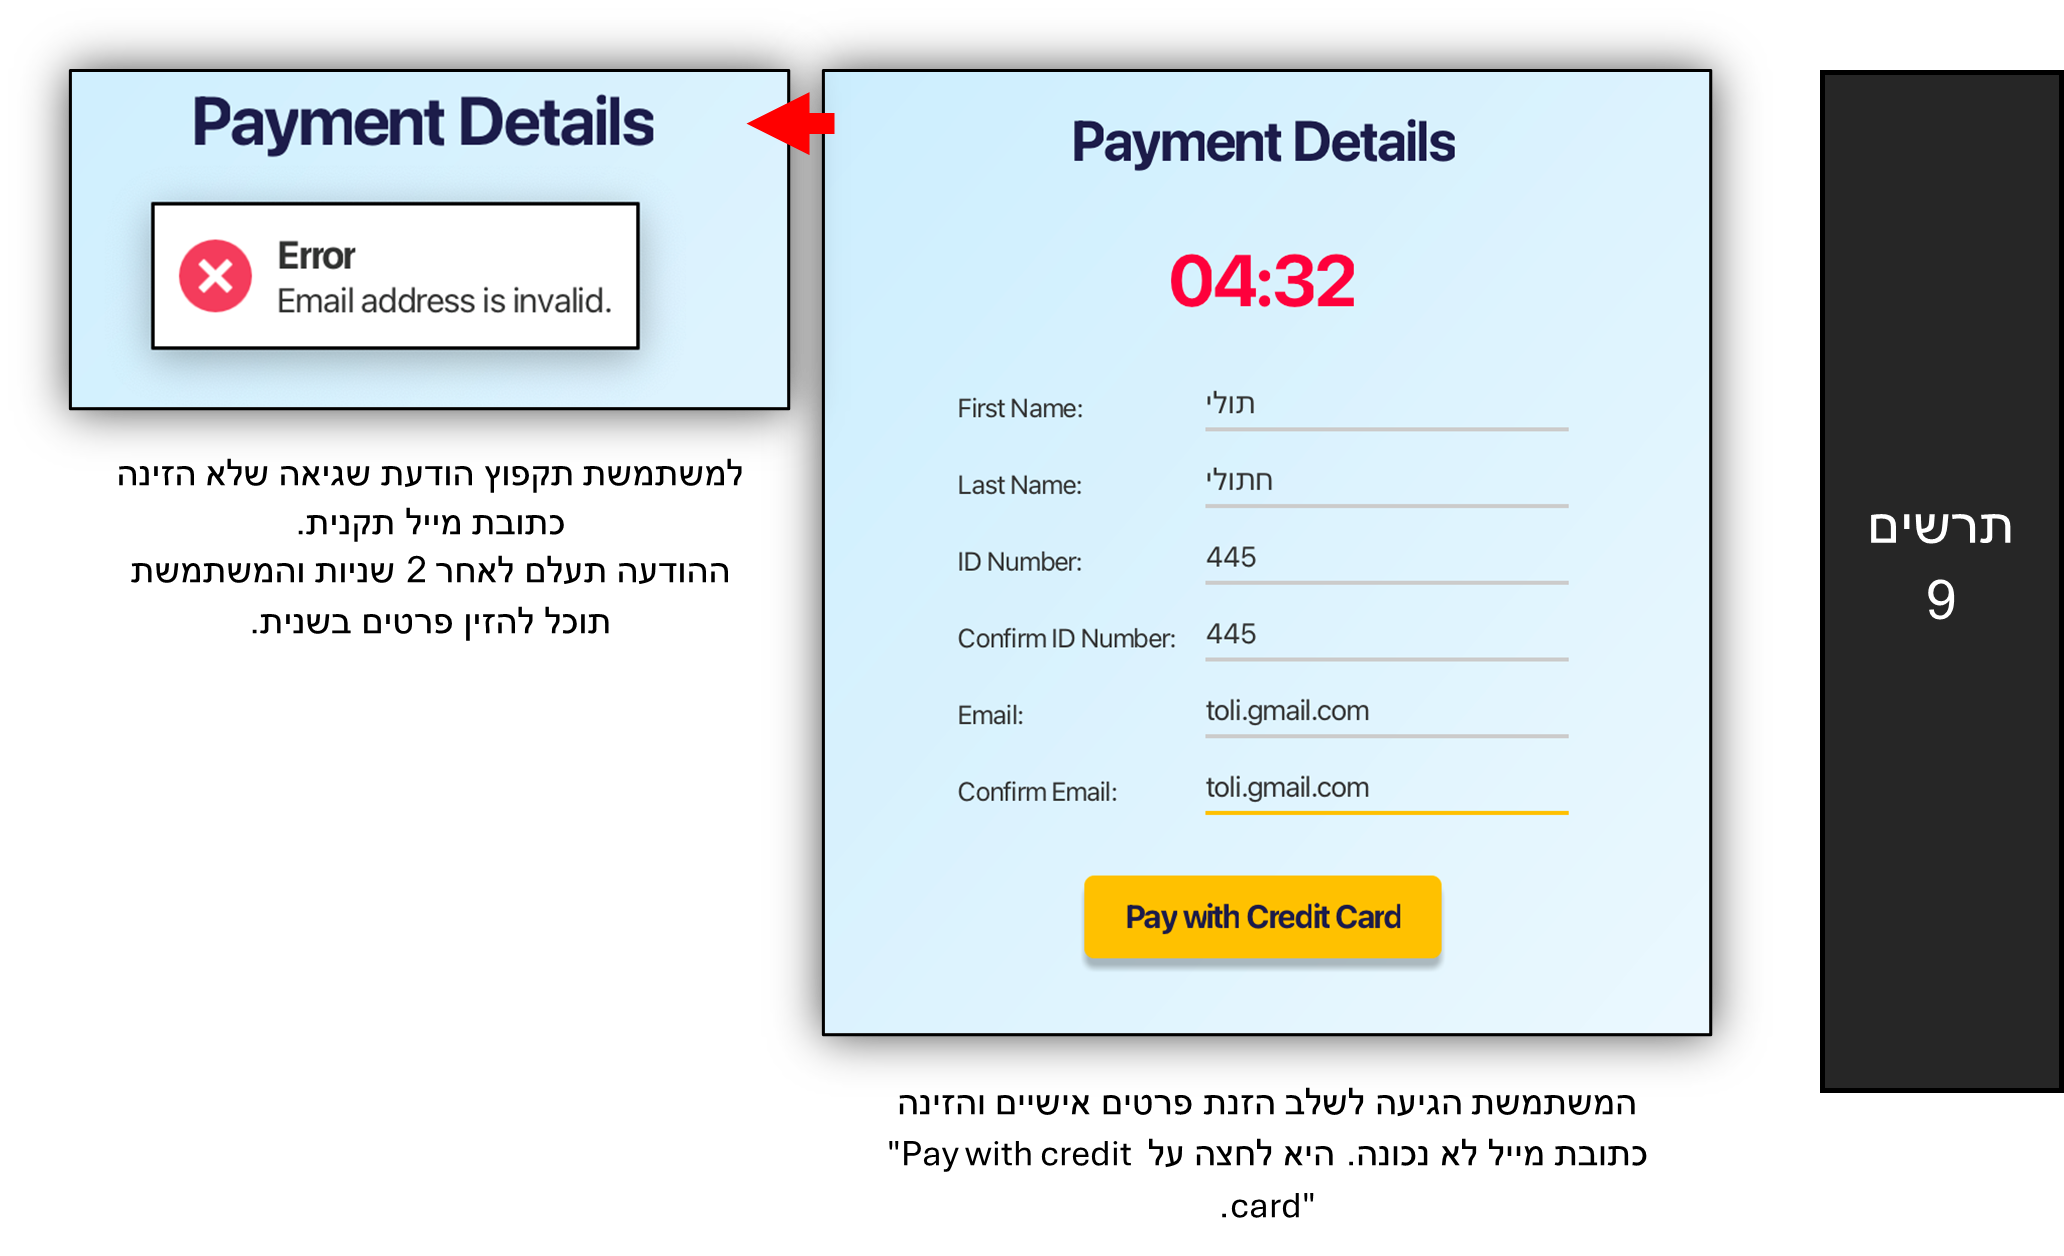 תרשים
9
Payment Details
04:32
First Name: תולי
Last Name: חתולי
ID Number: 445
Confirm ID Number: 445
Email: toli.gmail.com
Confirm Email: toli.gmail.com
Pay with Credit Card
המשתמשת הגיעה לשלב הזנת פרטים אישיים והזינה
כתובת מייל לא נכונה. היא לחצה על "Pay with credit
card".
Payment Details
Error
Email address is invalid.
למשתמשת תקפוץ הודעת שגיאה שלא הזינה
כתובת מייל תקנית.
ההודעה תעלם לאחר 2 שניות והמשתמשת
תוכל להזין פרטים בשנית.